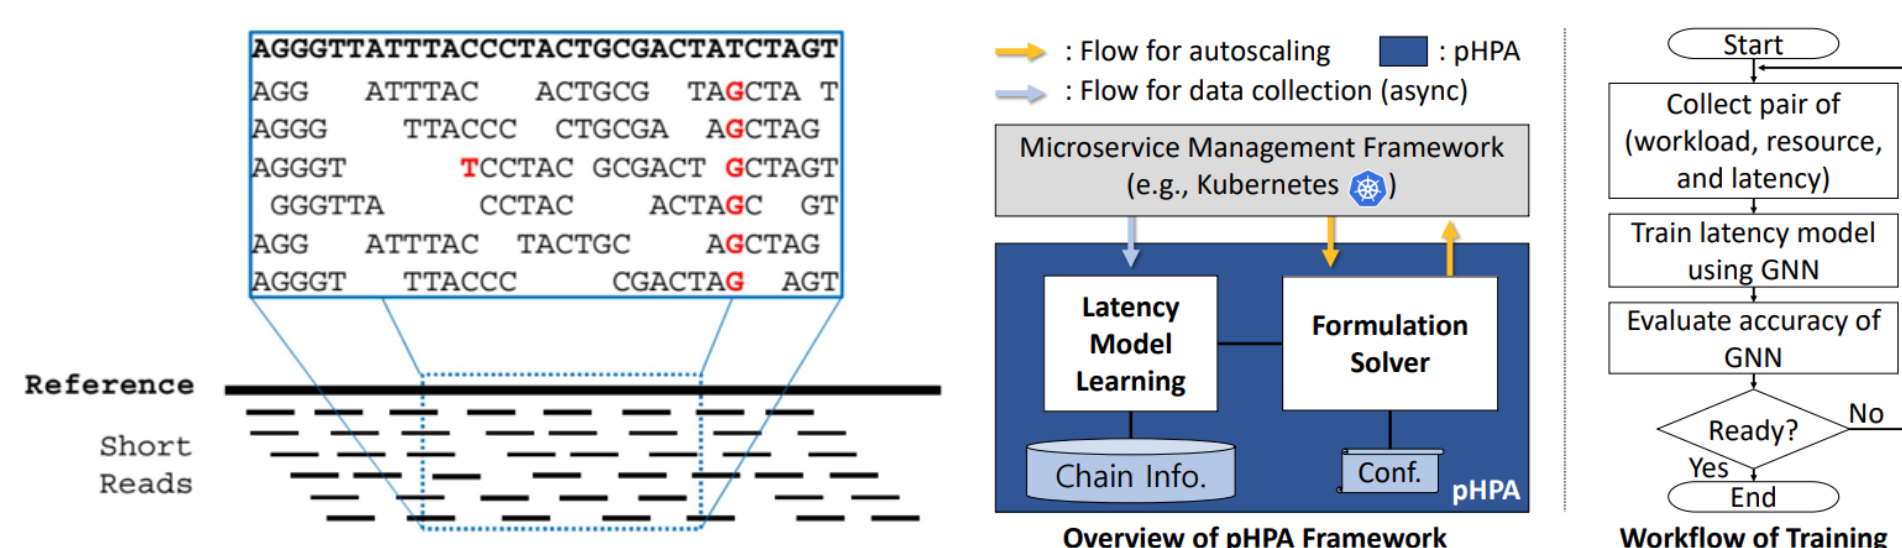 AGGGTTATTTACCCTACTGCGACTATCTAGT
AGG ATTTAC ACTGCG TAGCTA T
AGGG TTACCC CTGCGA AGCTAG
AGGGT TCCTAC GCGACT GCTAGT
GGGTTA CCTAC ACTAGC GT
AGG ATTTAC TACTGC AGCTAG
AGGGT TTACCC CGACTAG AGT
Reference
Short
Reads
: Flow for autoscaling
: pHPA
: Flow for data collection (async)
Microservice Management Framework
(e.g., Kubernetes )
Latency
Model
Learning
Formulation
Solver
Chain Info.
Conf.
pHPA
Overview of pHPA Framework
Start
Collect pair of
(workload, resource,
and latency)
Train latency model
using GNN
Evaluate accuracy of
GNN
Ready?
No
Yes
End
Workflow of Training